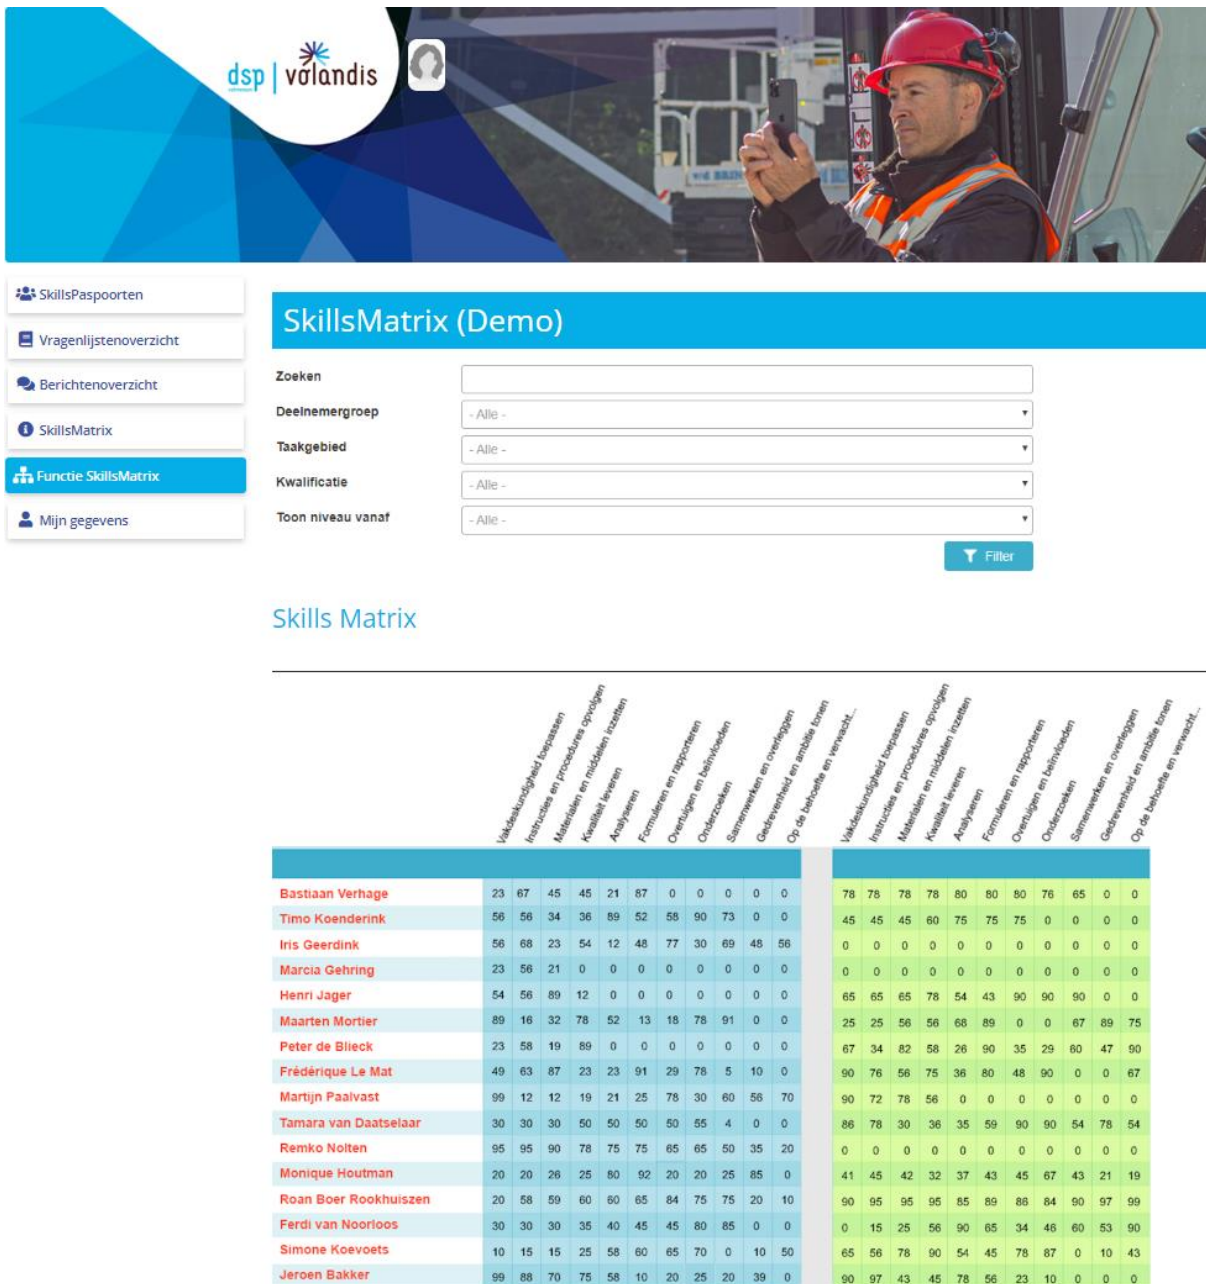 dsp | volandis
SkillsPaspoorten
Vragenlijstenoverzicht
Berichtenoverzicht
SkillsMatrix
Functie SkillsMatrix
Mijn gegevens
SkillsMatrix (Demo)
Zoeken
Deelnemergroep - Alle -
Taakgebied - Alle -
Kwalificatie - Alle -
Toon niveau vanaf - Alle -
Filter
Skills Matrix
Vakdeskundigheid toepassen
Instructies en procedures opvolgen
Materialen en middelen inzetten
Kwaliteit leveren
Analyseren
Formuleren en rapporteren
Overtuigen en beïnvloeden
Onderzoeken
Samenwerken en overleggen
Gedrevenheid en ambitie tonen
Op de behoefte en verwacht...
Vakdeskundigheid toepassen
Instructies en procedures opvolgen
Materialen en middelen inzetten
Kwaliteit leveren
Analyseren
Formuleren en rapporteren
Overtuigen en beïnvloeden
Onderzoeken
Samenwerken en overleggen
Gedrevenheid en ambitie tonen
Op de behoefte en verwacht...
Bastiaan Verhage 23 67 45 45 21 87 0 0 0 0 0 78 78 78 78 80 80 80 76 65 0 0
Timo Koenderink 56 56 34 36 89 52 58 90 73 0 0 45 45 45 60 75 75 75 0 0 0 0
Iris Geerdink 56 68 23 54 12 48 77 30 69 48 56 0 0 0 0 0 0 0 0 0 0 0
Marcia Gehring 23 56 21 0 0 0 0 0 0 0 0 0 0 0 0 0 0 0 0 0 0 0
Henri Jager 54 56 89 12 0 0 0 0 0 0 0 65 65 65 78 54 43 90 90 90 0 0
Maarten Mortier 89 16 32 78 52 13 18 78 91 0 0 25 25 56 56 68 89 0 0 67 89 75
Peter de Blieck 23 58 19 89 0 0 0 0 0 0 0 67 34 82 58 26 90 35 29 60 47 90
Frédérique Le Mat 49 63 87 23 23 91 29 78 5 10 0 90 76 56 75 36 80 48 90 0 0 67
Martijn Paalvast 99 12 12 19 21 25 78 30 60 56 70 90 72 78 56 0 0 0 0 0 0 0
Tamara van Daatselaar 30 30 30 50 50 50 50 55 4 0 0 86 78 30 36 35 59 90 90 54 78 54
Remko Nolten 95 95 90 78 75 75 65 65 50 35 20 0 0 0 0 0 0 0 0 0 0 0
Monique Houtman 20 20 26 25 80 92 20 20 25 85 0 41 45 42 32 37 43 45 67 43 21 19
Roan Boer Rookhuiszen 20 58 59 60 60 65 84 75 75 20 10 90 95 95 95 85 89 86 84 90 97 99
Ferdi van Noorloos 30 30 30 35 40 45 45 80 85 0 0 0 15 25 56 90 65 34 46 60 53 90
Simone Koevoets 10 15 15 25 58 60 65 70 0 10 50 65 56 78 90 54 45 78 87 0 10 43
Jeroen Bakker 99 88 70 75 58 10 20 25 20 39 0 90 97 43 45 78 56 23 10 0 0 0